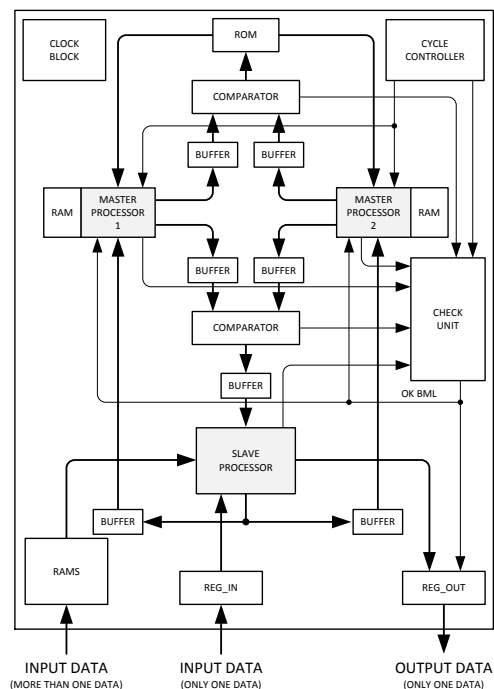 CLOCK
BLOCK
ROM
CYCLE
CONTROLLER
COMPARATOR
BUFFER
BUFFER
RAM
MASTER
PROCESSOR
1
MASTER
PROCESSOR
2
RAM
BUFFER
BUFFER
CHECK
UNIT
COMPARATOR
BUFFER
OK BML
SLAVE
PROCESSOR
BUFFER
BUFFER
RAMS
REG_IN
REG_OUT
INPUT DATA
(MORE THAN ONE DATA)
INPUT DATA
(ONLY ONE DATA)
OUTPUT DATA
(ONLY ONE DATA)